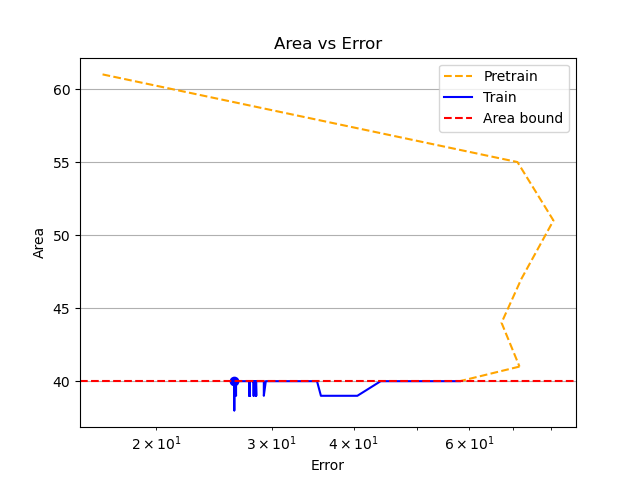 Area vs Error
Pretrain
Train
Area bound
60
55
50
45
40
Area
2 × 10¹
3 × 10¹
4 × 10¹
6 × 10¹
Error